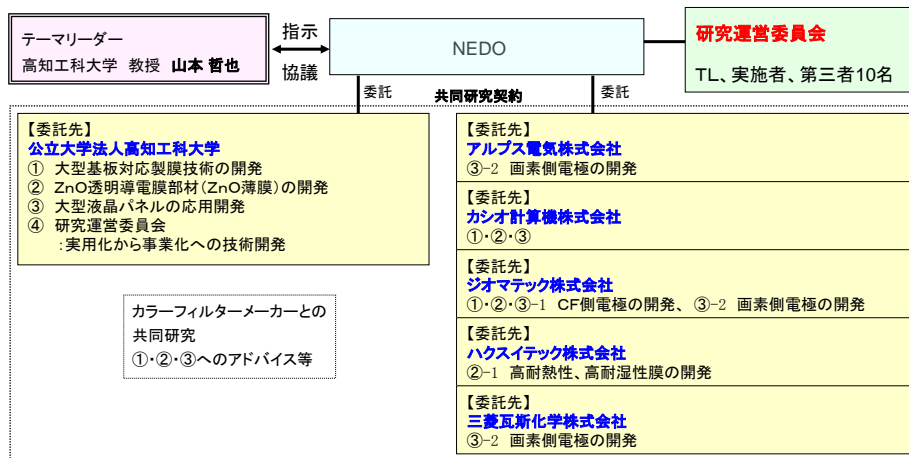 テーマリーダー
高知工科大学 教授 山本 哲也
指示
協議
NEDO
研究運営委員会
TL、実施者、第三者10名
委託
共同研究契約
委託
【委託先】
公立大学法人高知工科大学
① 大型基板対応製膜技術の開発
② ZnO透明導電膜部材(ZnO薄膜)の開発
③ 大型液晶パネルの応用開発
④ 研究運営委員会
:実用化から事業化への技術開発
カラーフィルターメーカーとの
共同研究
①・②・③へのアドバイス等
【委託先】
アルプス電気株式会社
③-2 画素側電極の開発
【委託先】
カシオ計算機株式会社
①・②・③
【委託先】
ジオマテック株式会社
①・②・③-1 CF側電極の開発、 ③-2 画素側電極の開発
【委託先】
ハクスイテック株式会社
②-1 高耐熱性、高耐湿性膜の開発
【委託先】
三菱瓦斯化学株式会社
③-2 画素側電極の開発